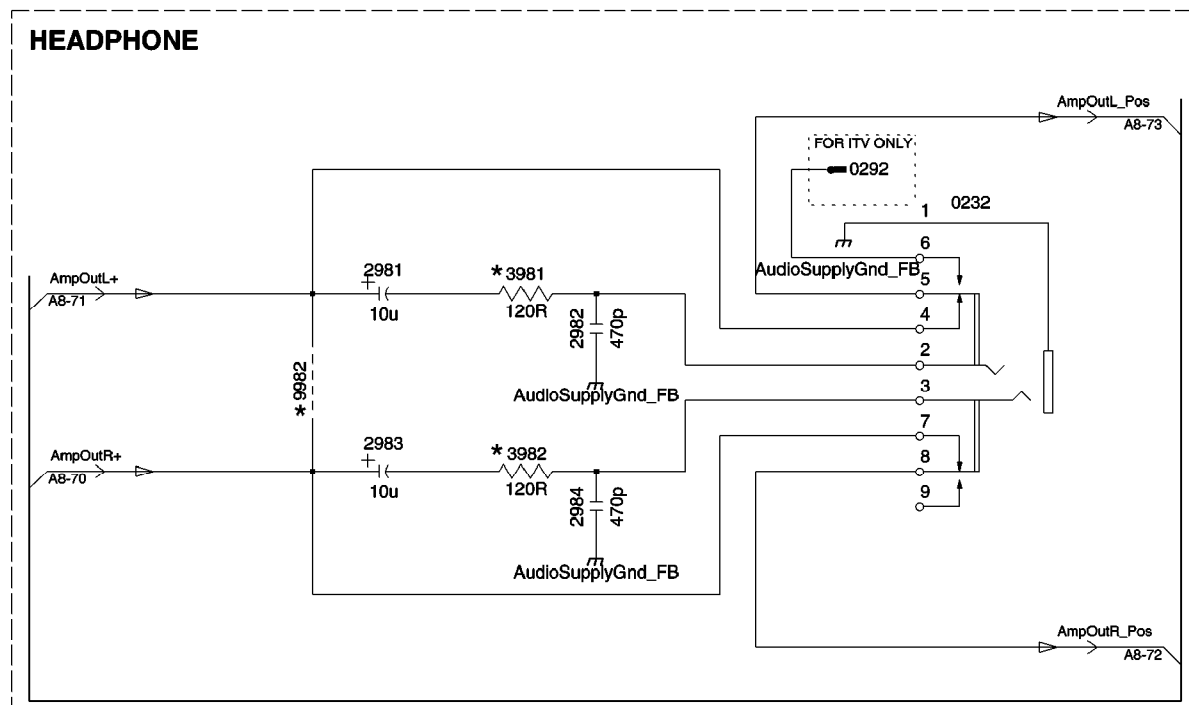 HEADPHONE
AmpOutL_Pos
A8-73
FOR ITV ONLY
0292
1
0232
6
AudioSupplyGnd_FB
5
AmpOutL+
A8-71
+
2981
10u
* 3981
120R
2982
470p
AudioSupplyGnd_FB
4
2
3
* 9982
7
AmpOutR+
A8-70
+
2983
10u
* 3982
120R
2984
470p
AudioSupplyGnd_FB
8
9
AmpOutR_Pos
A8-72